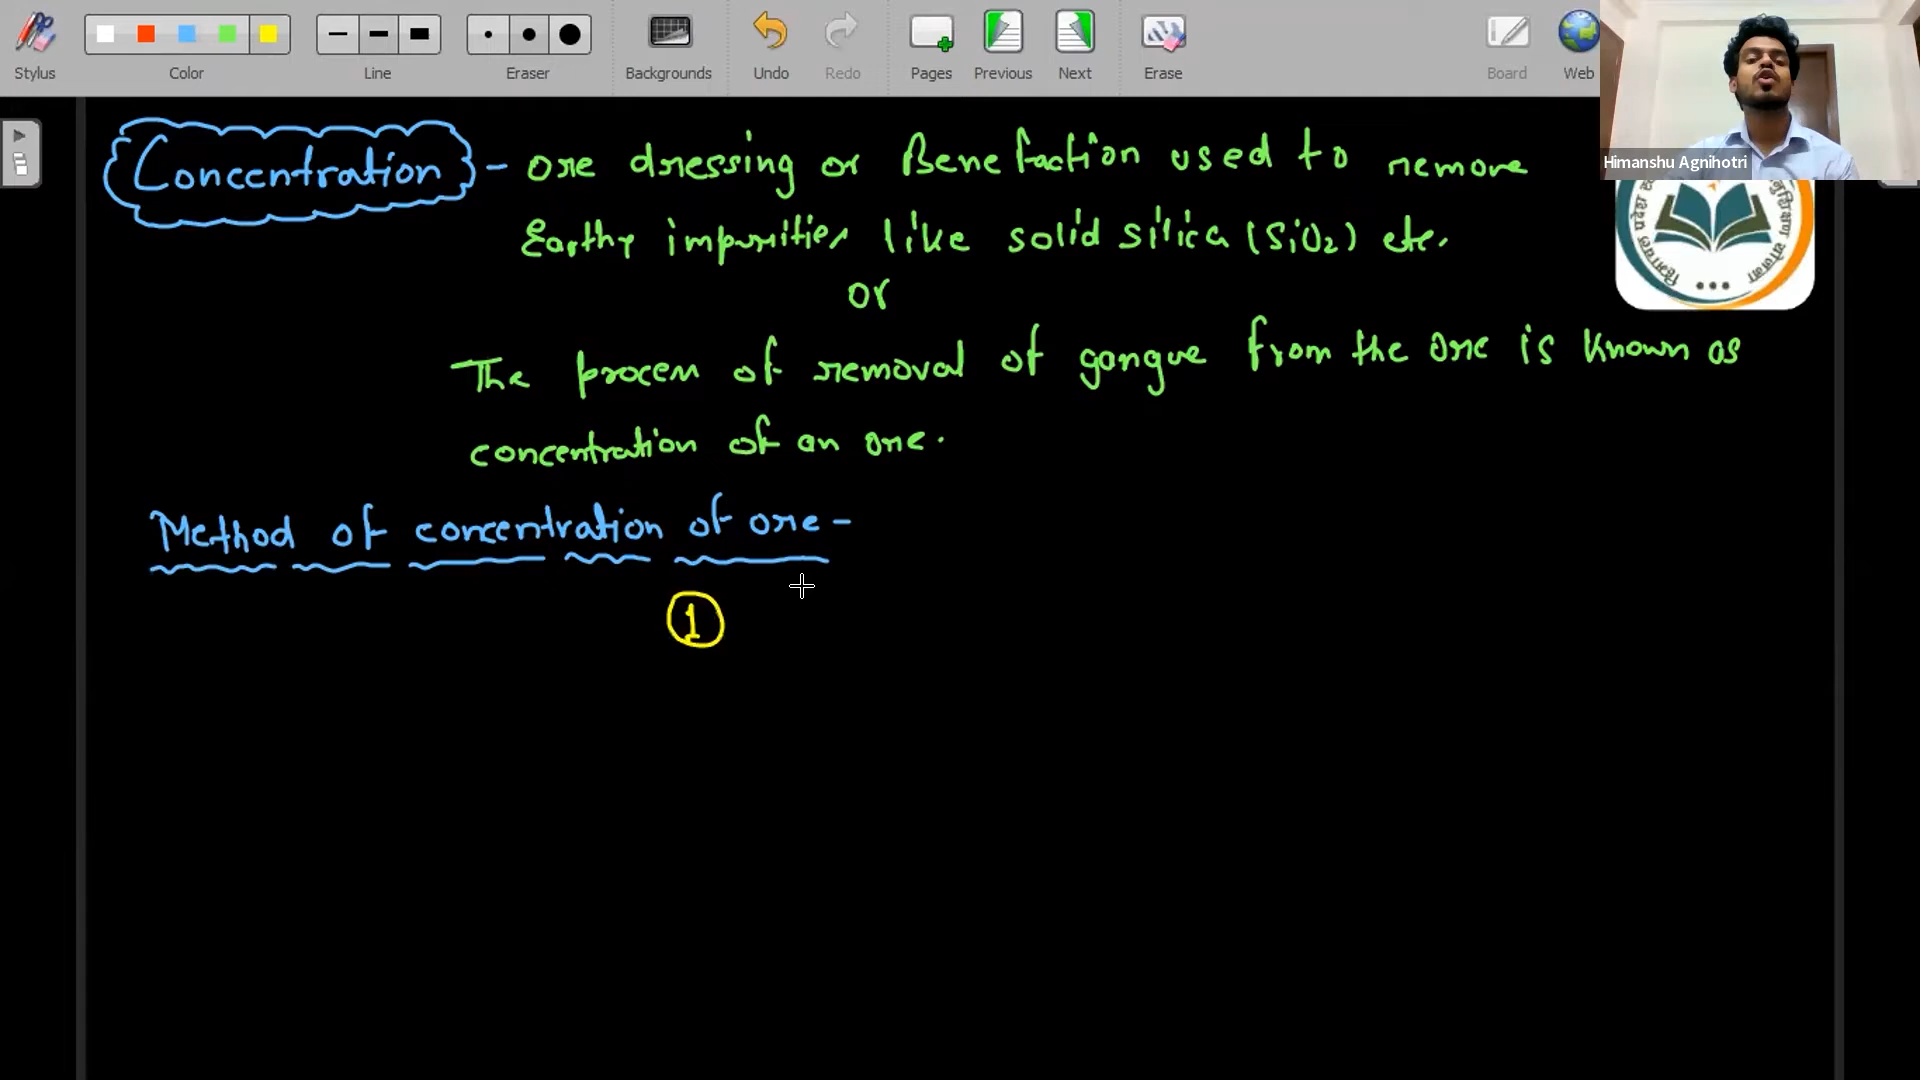 Stylus
Color
Line
Eraser
Backgrounds
Undo
Redo
Pages
Previous
Next
Erase
Board
Web
Himanshu Agnihotri
Concentration - ore dressing or Benefaction used to remove
Earthy impurities like solid silica (SiO₂) etc.
or
The process of removal of gangue from the ore is known as
concentration of an ore.
Method of concentration of ore -
1